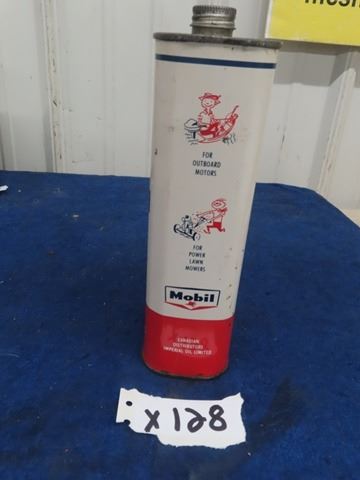 FOR
OUTBOARD
MOTORS
FOR
POWER
LAWN
MOWERS
Mobil
CANADIAN
DISTRIBUTORS
IMPERIAL OIL LIMITED
X128